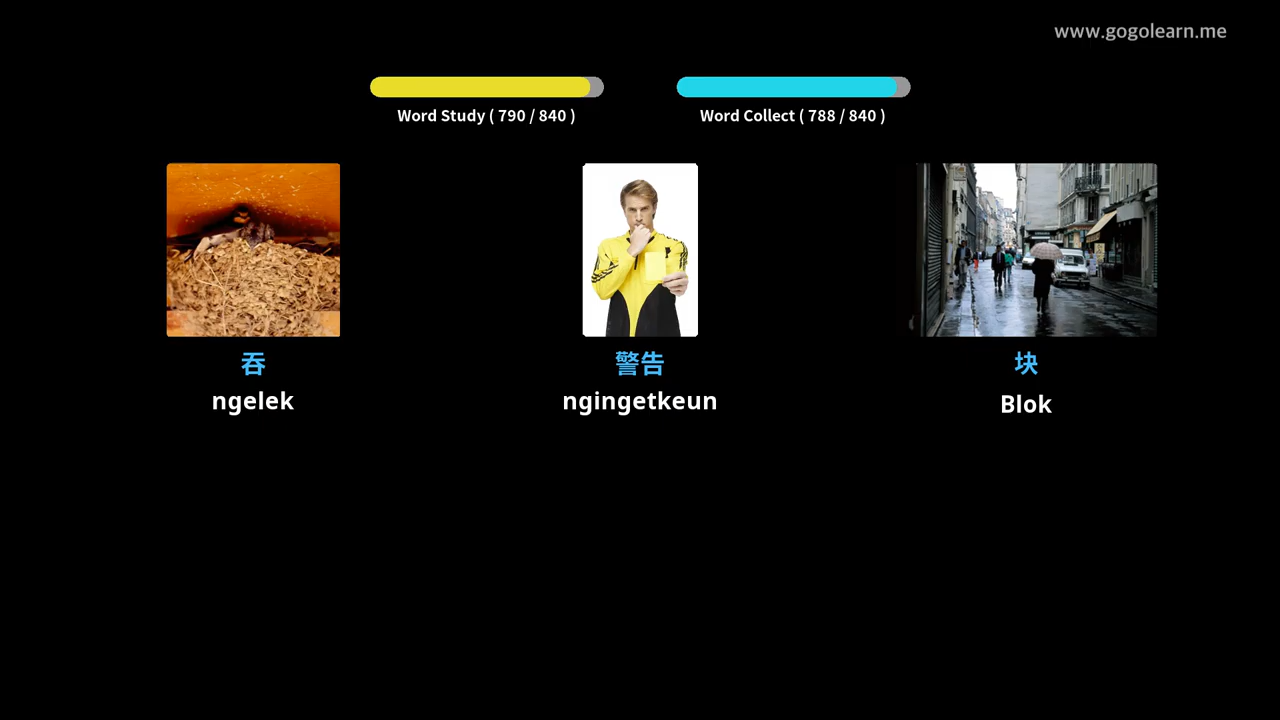 www.gogolearn.me
Word Study ( 790 / 840 )
Word Collect ( 788 / 840 )
吞
警告
块
ngelek
ngingetkeun
Blok